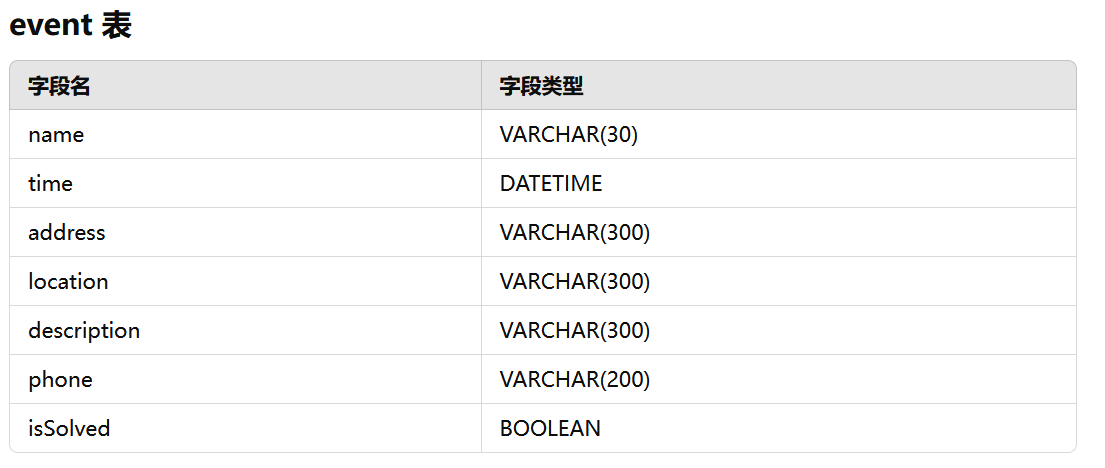 event 表
字段名 字段类型
name VARCHAR(30)
time DATETIME
address VARCHAR(300)
location VARCHAR(300)
description VARCHAR(300)
phone VARCHAR(200)
isSolved BOOLEAN